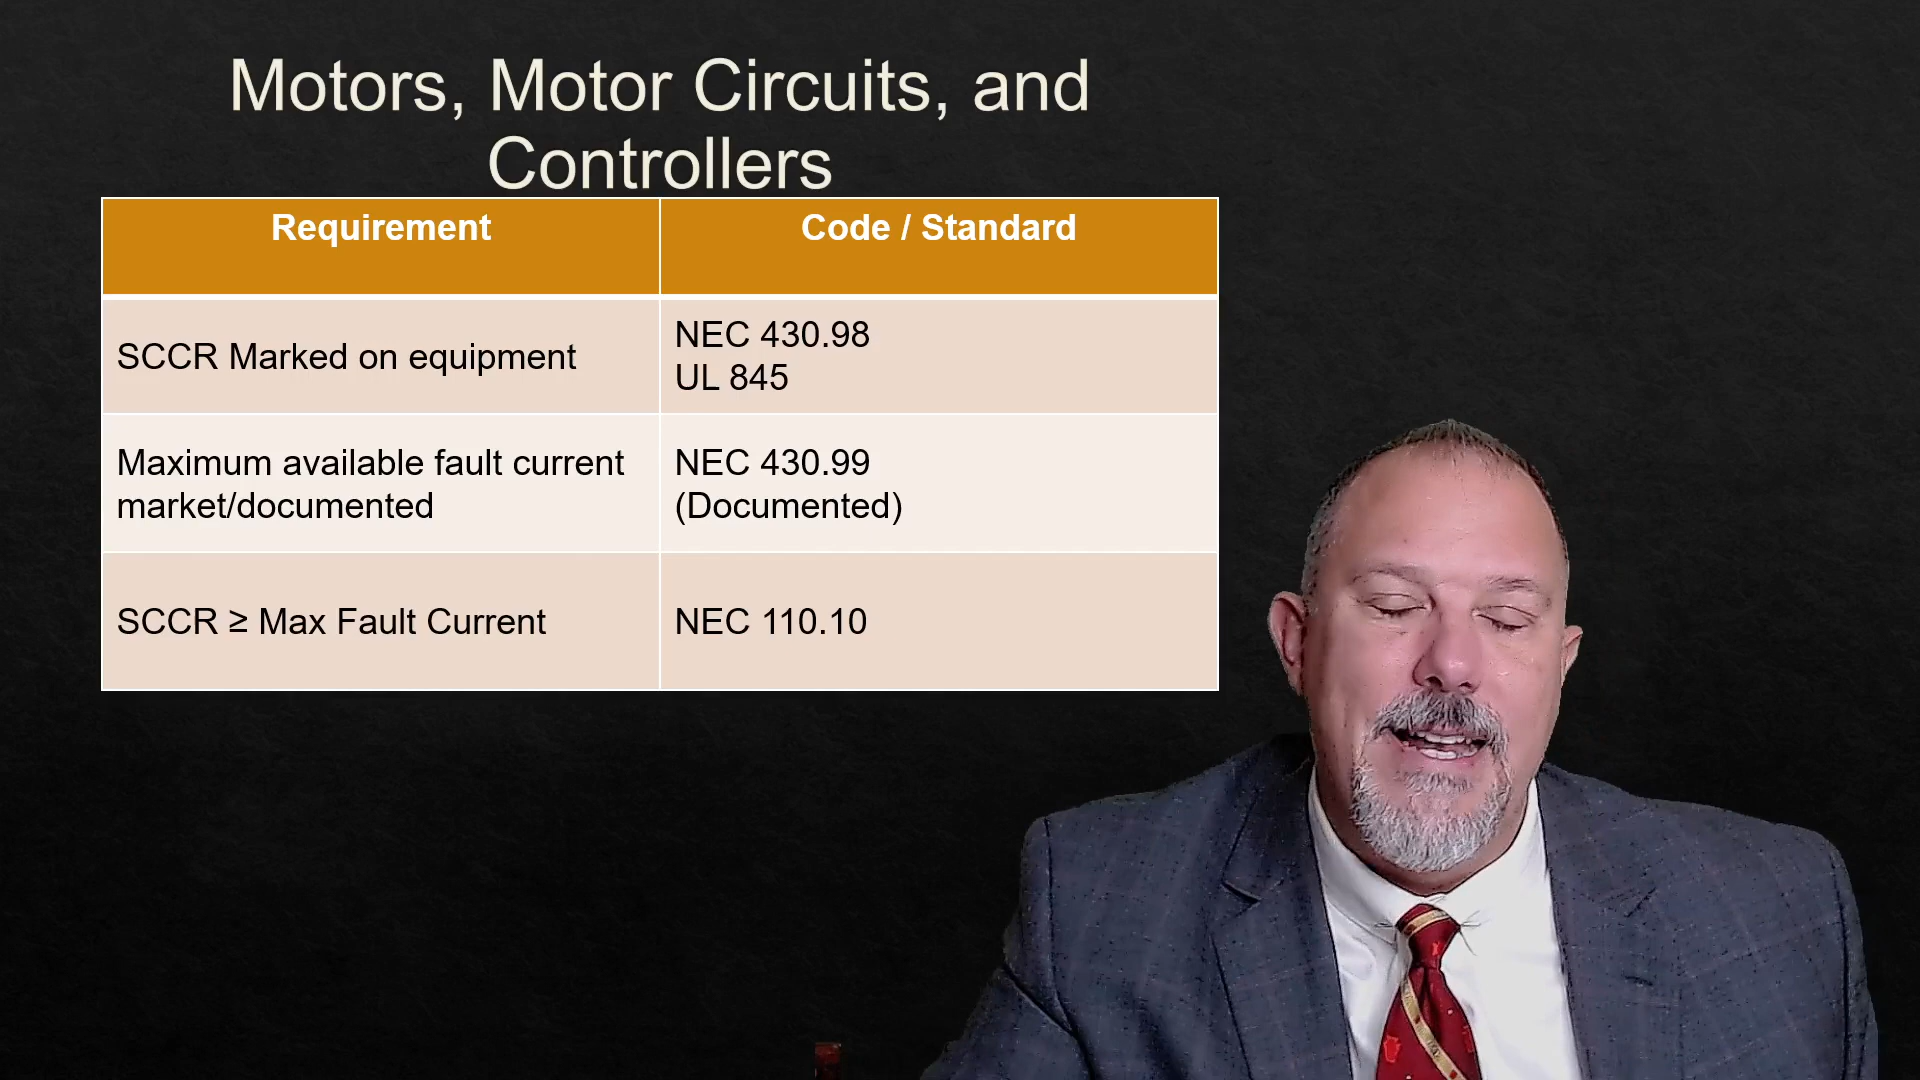 Motors, Motor Circuits, and
Controllers
Requirement
Code / Standard
SCCR Marked on equipment
NEC 430.98
UL 845
Maximum available fault current
market/documented
NEC 430.99
(Documented)
SCCR ≥ Max Fault Current
NEC 110.10